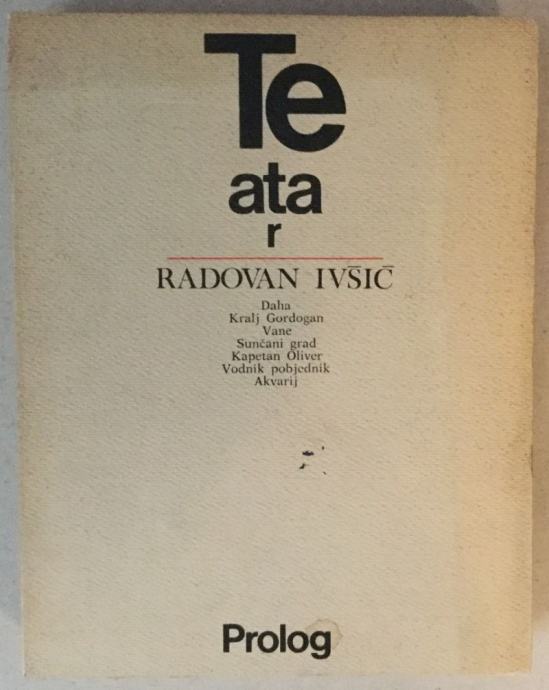 Te
ata
r
RADOVAN IVŠIĆ
Daha
Kralj Gordogan
Vane
Sunčani grad
Kapetan Oliver
Vodnik pobjednik
Akvarij
Prolog